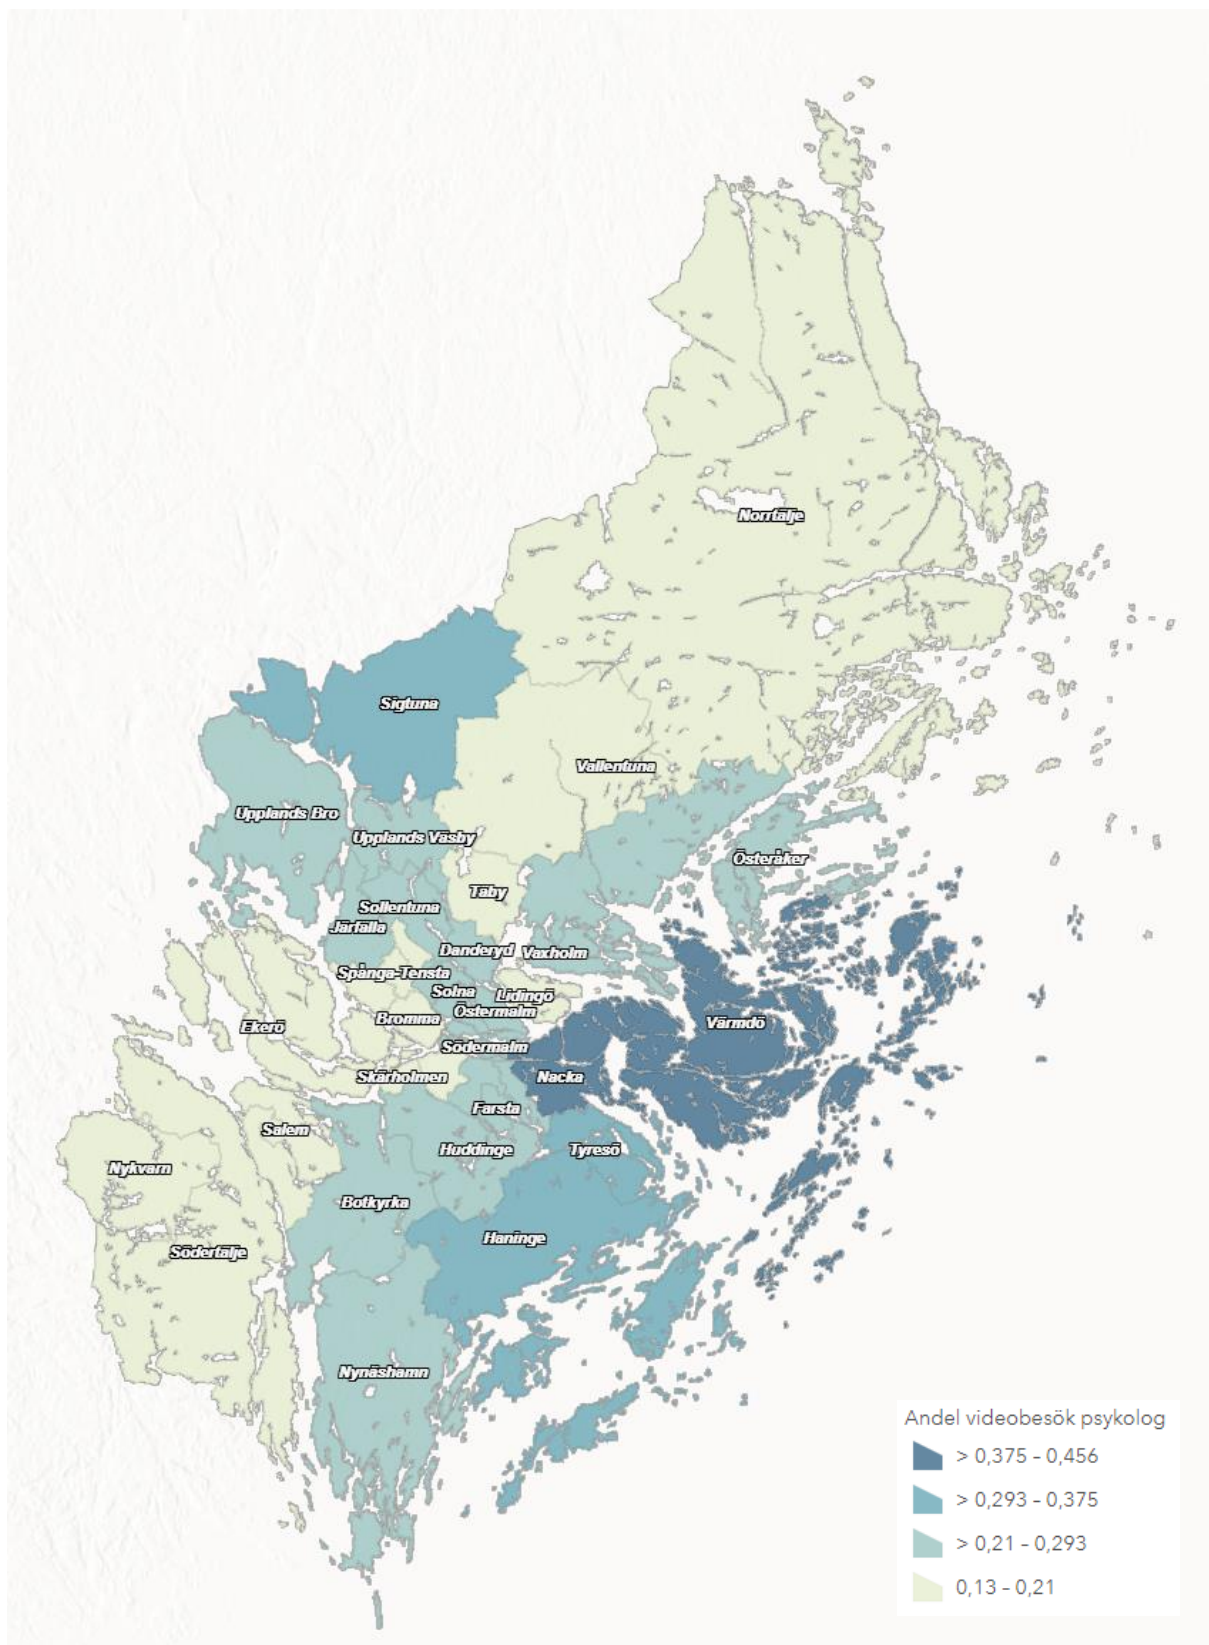 Norrtälje
Sigtuna
Vallentuna
Upplands Bro
Upplands Väsby
Österåker
Täby
Sollentuna
Järfälla
Danderyd
Vaxholm
Spånga-Tensta
Solna
Lidingö
Östermalm
Bromma
Ekerö
Värmdö
Södermalm
Skärholmen
Nacka
Farsta
Salem
Huddinge
Tyresö
Nykvarn
Botkyrka
Haninge
Södertälje
Nynäshamn
Andel videobesök psykolog
> 0,375 - 0,456
> 0,293 - 0,375
> 0,21 - 0,293
0,13 - 0,21